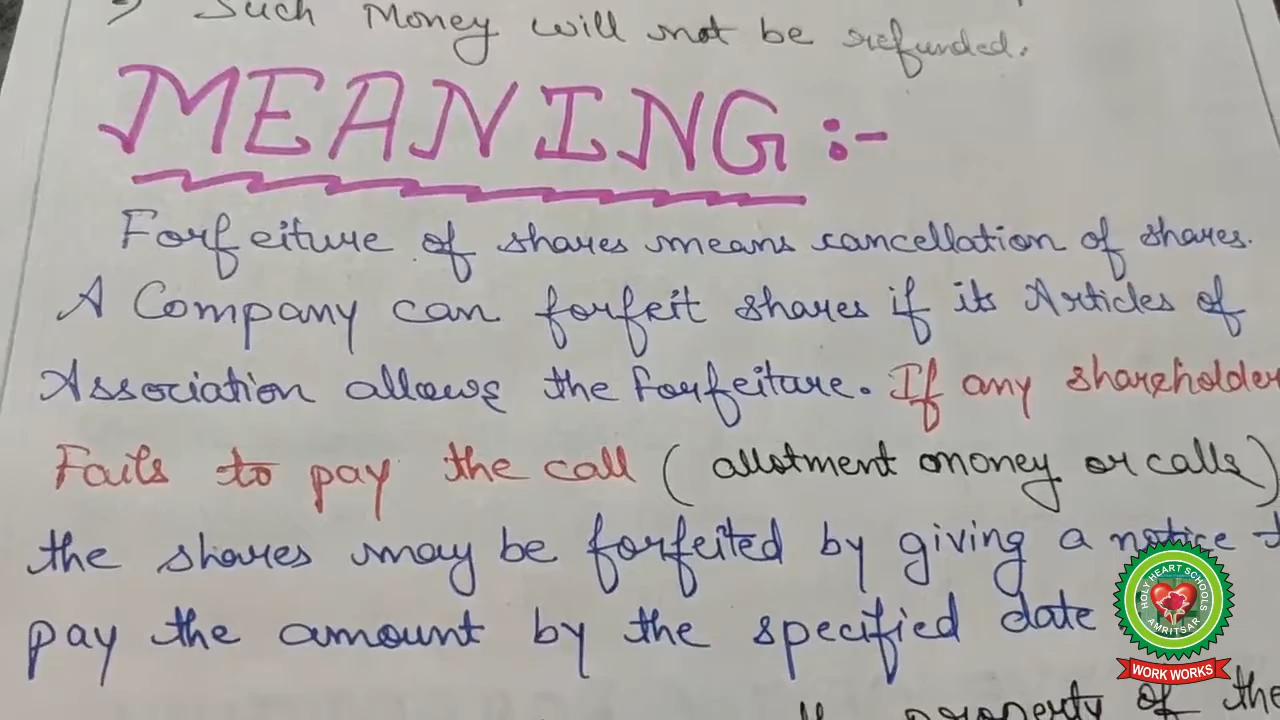 Such Money will not be refunded.
MEANING :-
Forfeiture of shares means cancellation of shares.
A Company can forfeit shares if its Articles of
Association allows the Forfeiture. If any shareholder
Fails to pay the call ( allotment money or calls )
the shares may be forfeited by giving a notice
pay the amount by the specified date
property of the
HOLY HEART SCHOOLS
AMRITSAR
WORK WORKS